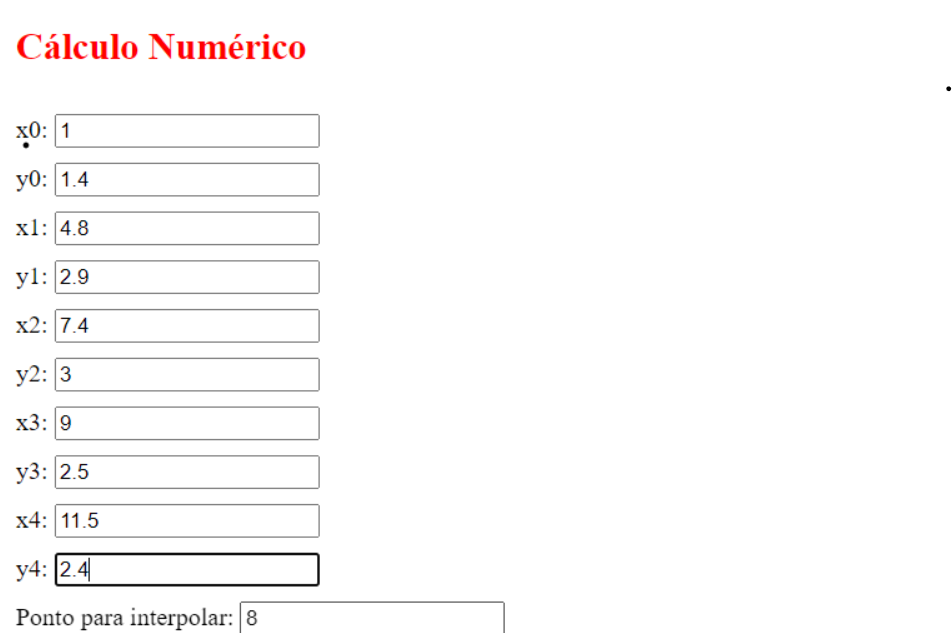 Cálculo Numérico
x0: 1
y0: 1.4
x1: 4.8
y1: 2.9
x2: 7.4
y2: 3
x3: 9
y3: 2.5
x4: 11.5
y4: 2.4
Ponto para interpolar: 8